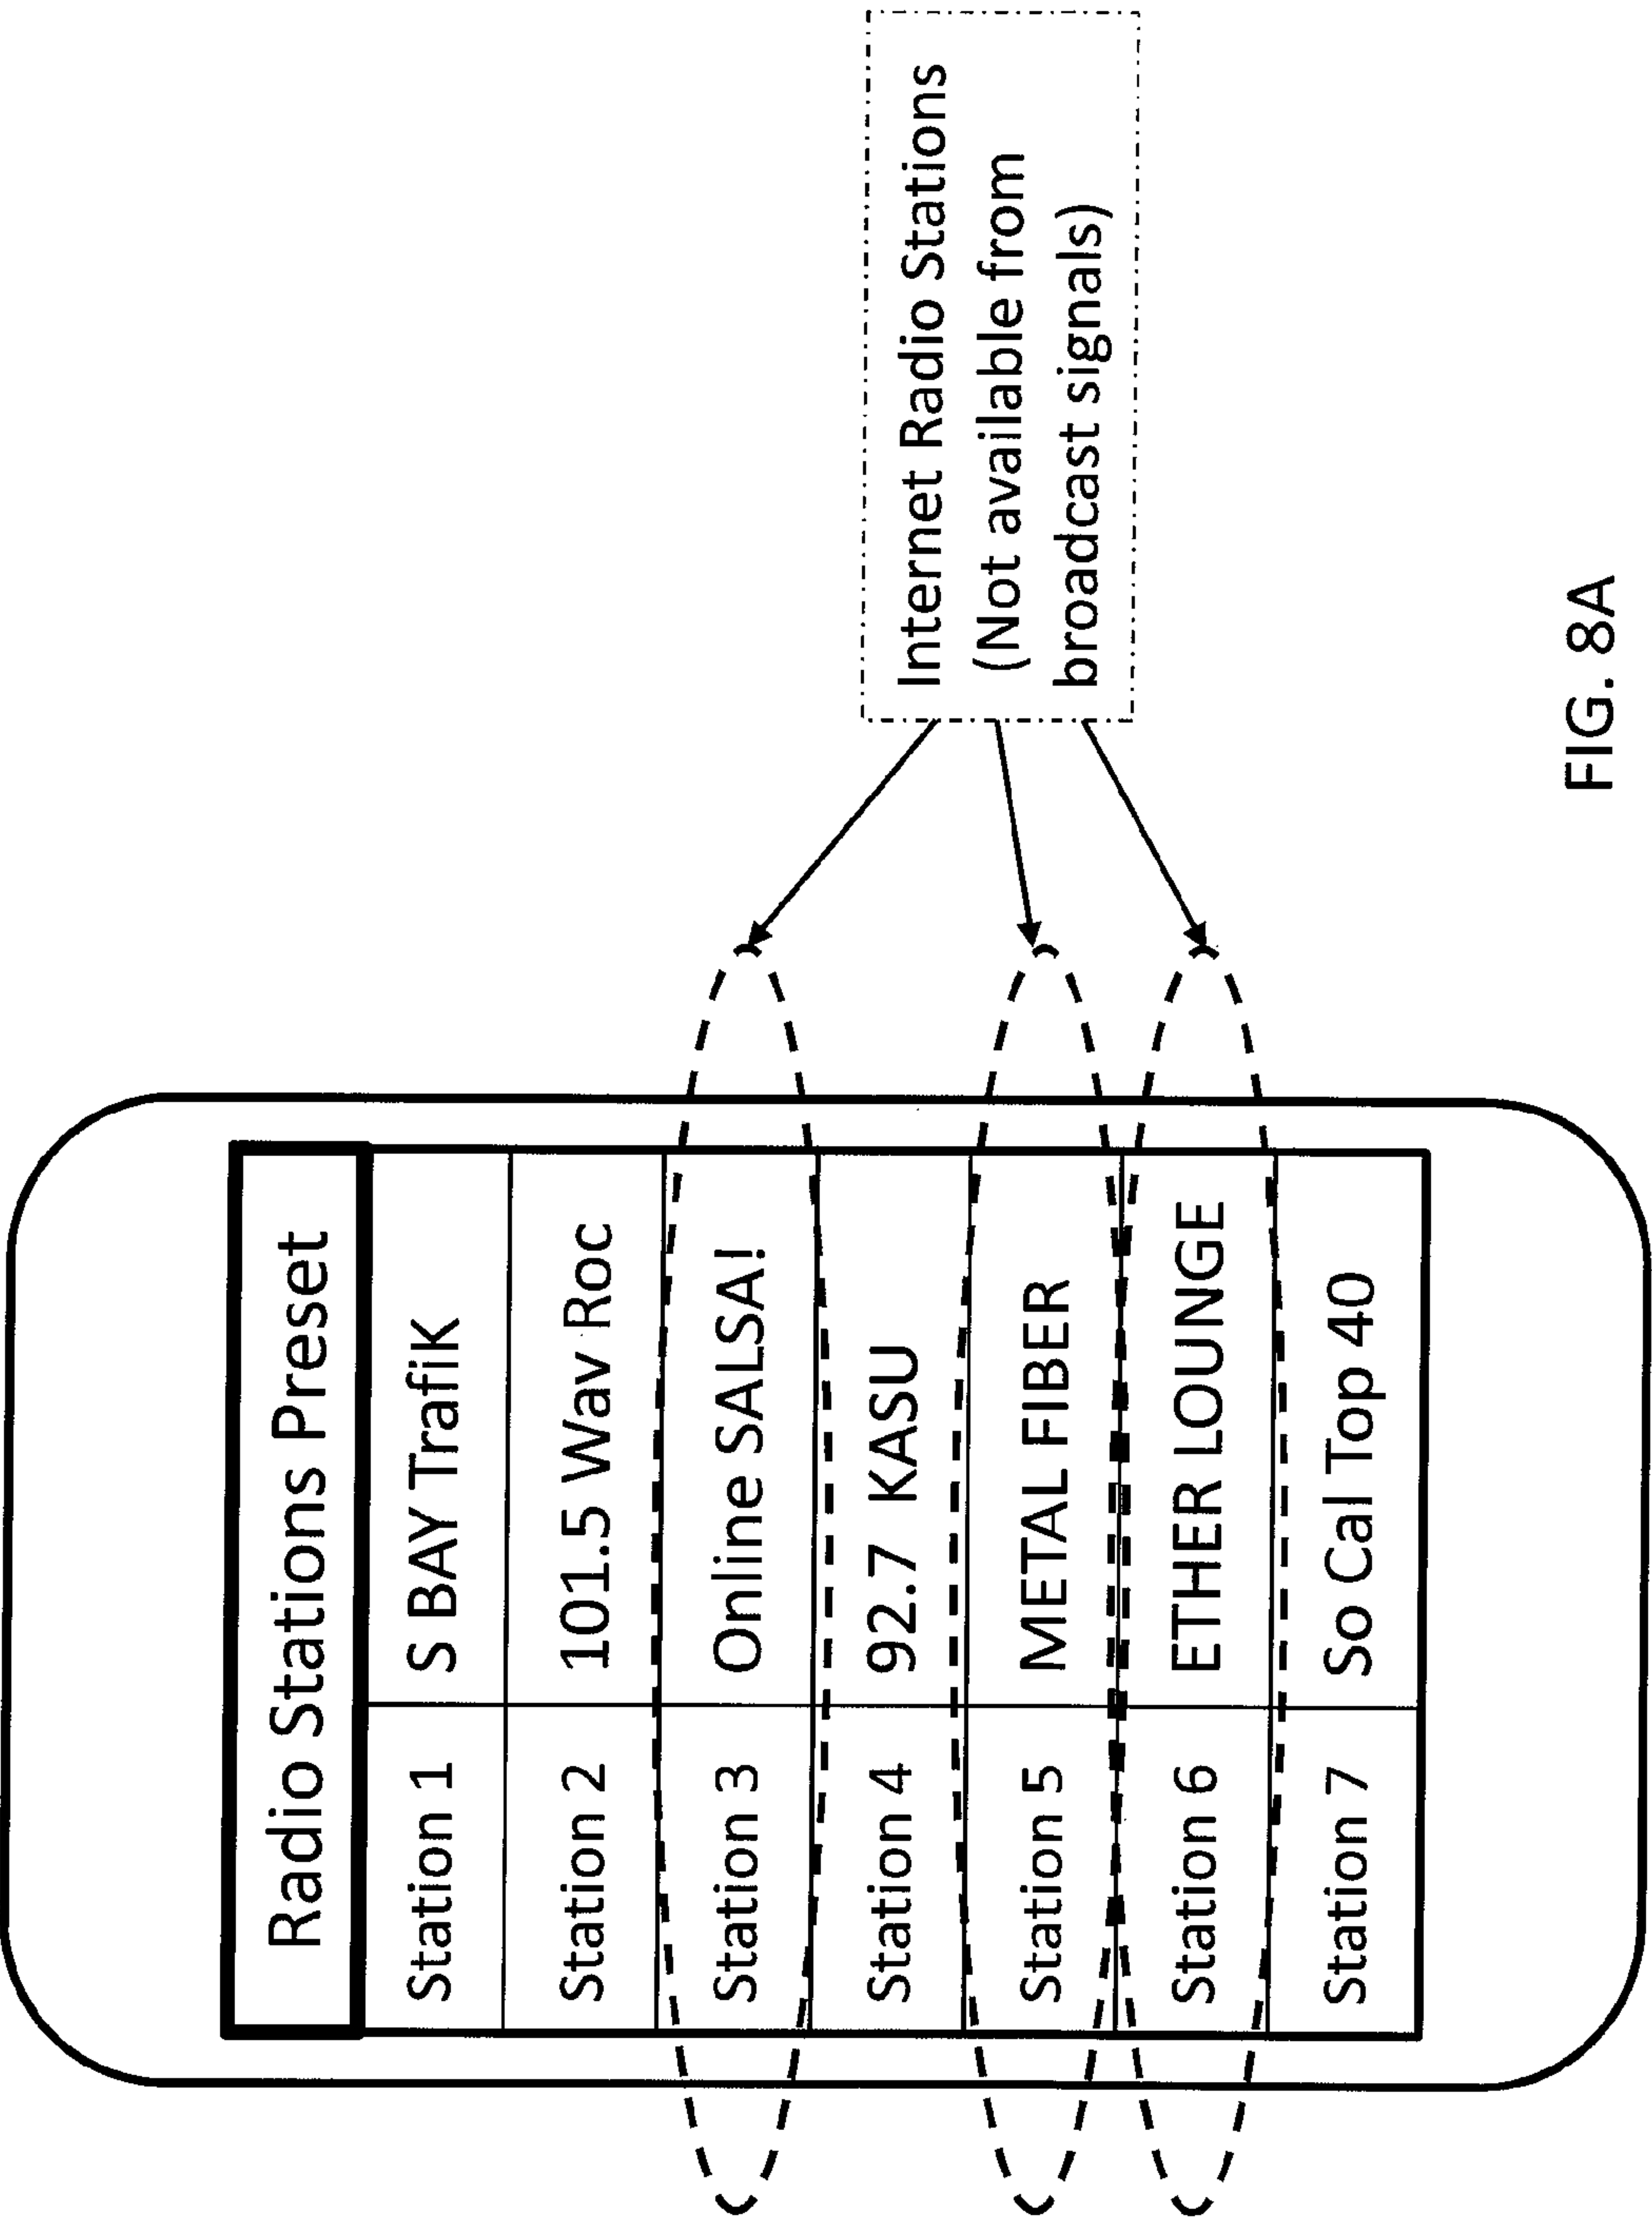 Radio Stations Preset
Station 1 S BAY TrafiK
Station 2 101.5 Wav Roc
Station 3 Online SALSA!
Station 4 92.7 KASU
Station 5 METAL FIBER
Station 6 ETHER LOUNGE
Station 7 So Cal Top 40
Internet Radio Stations
(Not available from
broadcast signals)
FIG. 8A